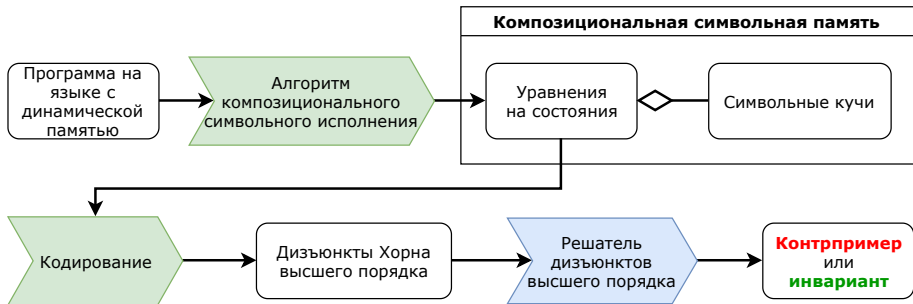 Композициональная символьная память
Программа на
языке с
динамической
памятью
Алгоритм
композиционального
символьного исполнения
Уравнения
на состояния
Символьные кучи
Кодирование
Дизъюнкты Хорна
высшего порядка
Решатель
дизъюнктов
высшего порядка
Контрпример
или
инвариант